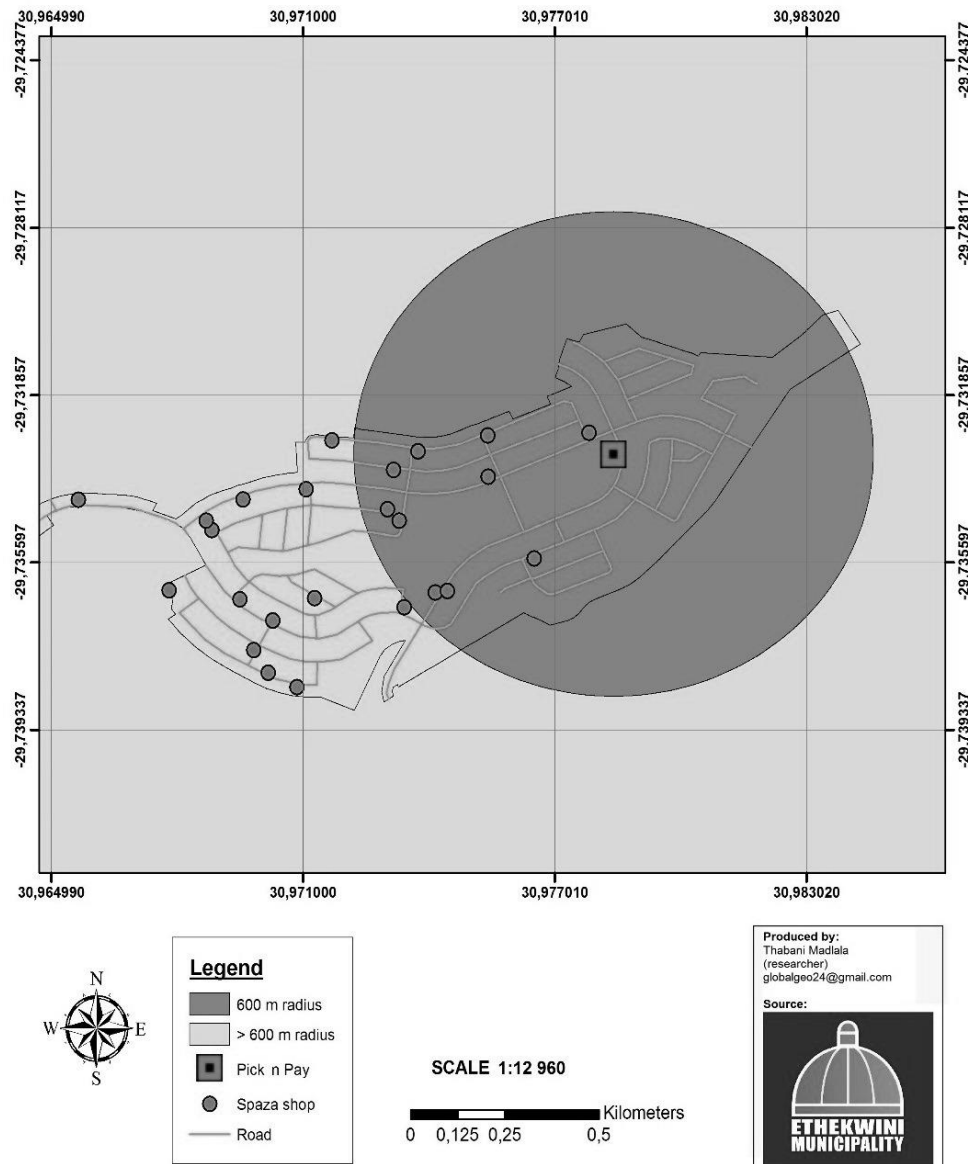 30,964990 30,971000 30,977010 30,983020
-29,724377 -29,724377
-29,728117 -29,728117
-29,731857 -29,731857
-29,735597 -29,735597
-29,739337 -29,739337
30,964990 30,971000 30,977010 30,983020
N
W E
S
Legend
600 m radius
> 600 m radius
Pick n Pay
Spaza shop
Road
SCALE 1:12 960
Kilometers
0 0,125 0,25 0,5
Produced by:
Thabani Madlala
(researcher)
globalgeo24@gmail.com
Source:
ETHEKWINI
MUNICIPALITY